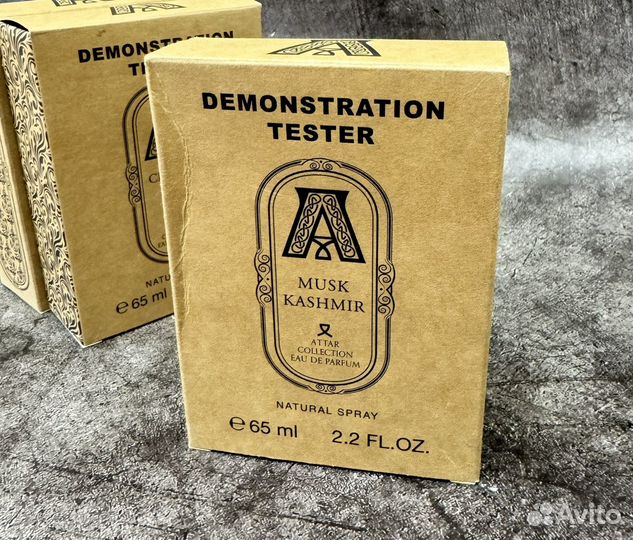 DEMONSTRATION
TESTER
A
MUSK
KASHMIR
ATTAR
COLLECTION
EAU DE PARFUM
NATURAL SPRAY
℮ 65 ml 2.2 FL.OZ.
DEMONSTRATION
℮ 65 ml
Avito